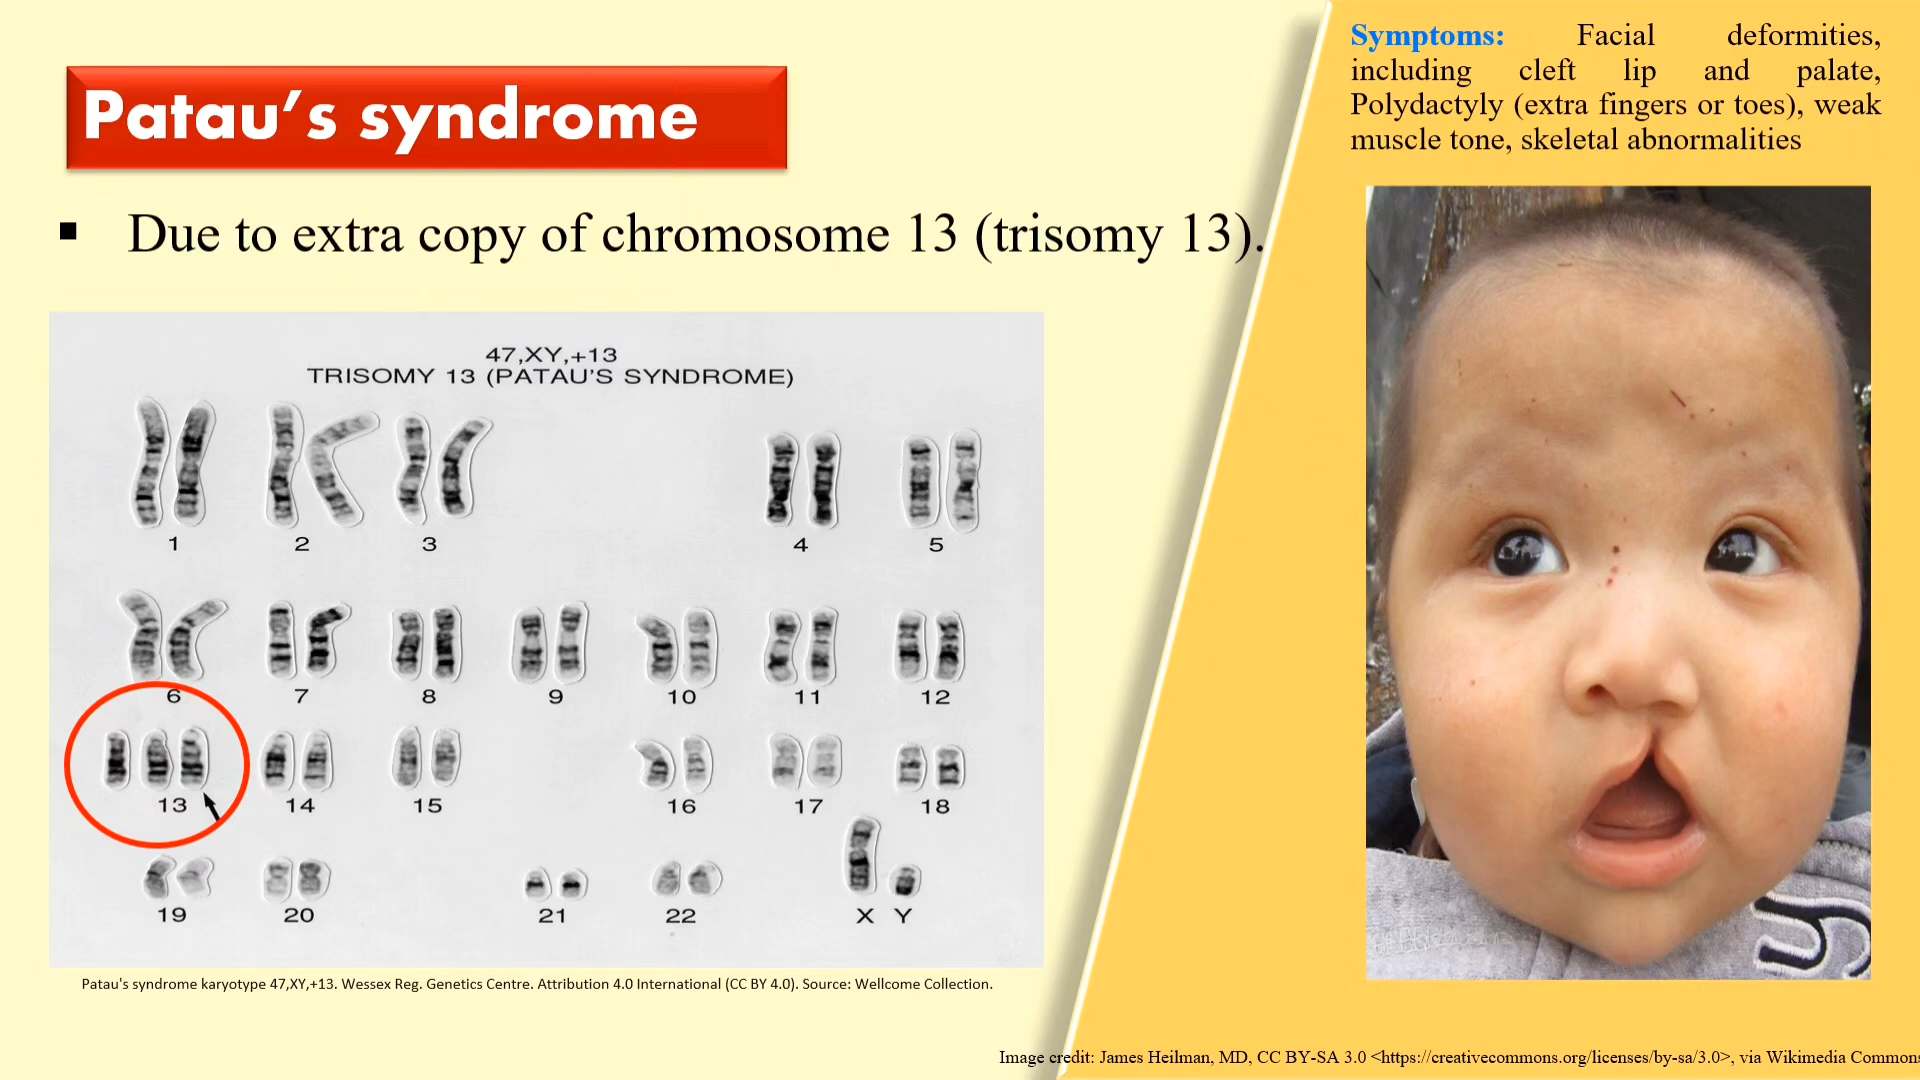 Patau’s syndrome
▪ Due to extra copy of chromosome 13 (trisomy 13).
47,XY,+13
TRISOMY 13 (PATAU'S SYNDROME)
1 2 3 4 5
6 7 8 9 10 11 12
13 14 15 16 17 18
19 20 21 22 X Y
Patau's syndrome karyotype 47,XY,+13. Wessex Reg. Genetics Centre. Attribution 4.0 International (CC BY 4.0). Source: Wellcome Collection.
Symptoms: Facial deformities,
including cleft lip and palate,
Polydactyly (extra fingers or toes), weak
muscle tone, skeletal abnormalities
Image credit: James Heilman, MD, CC BY-SA 3.0 <https://creativecommons.org/licenses/by-sa/3.0>, via Wikimedia Commons